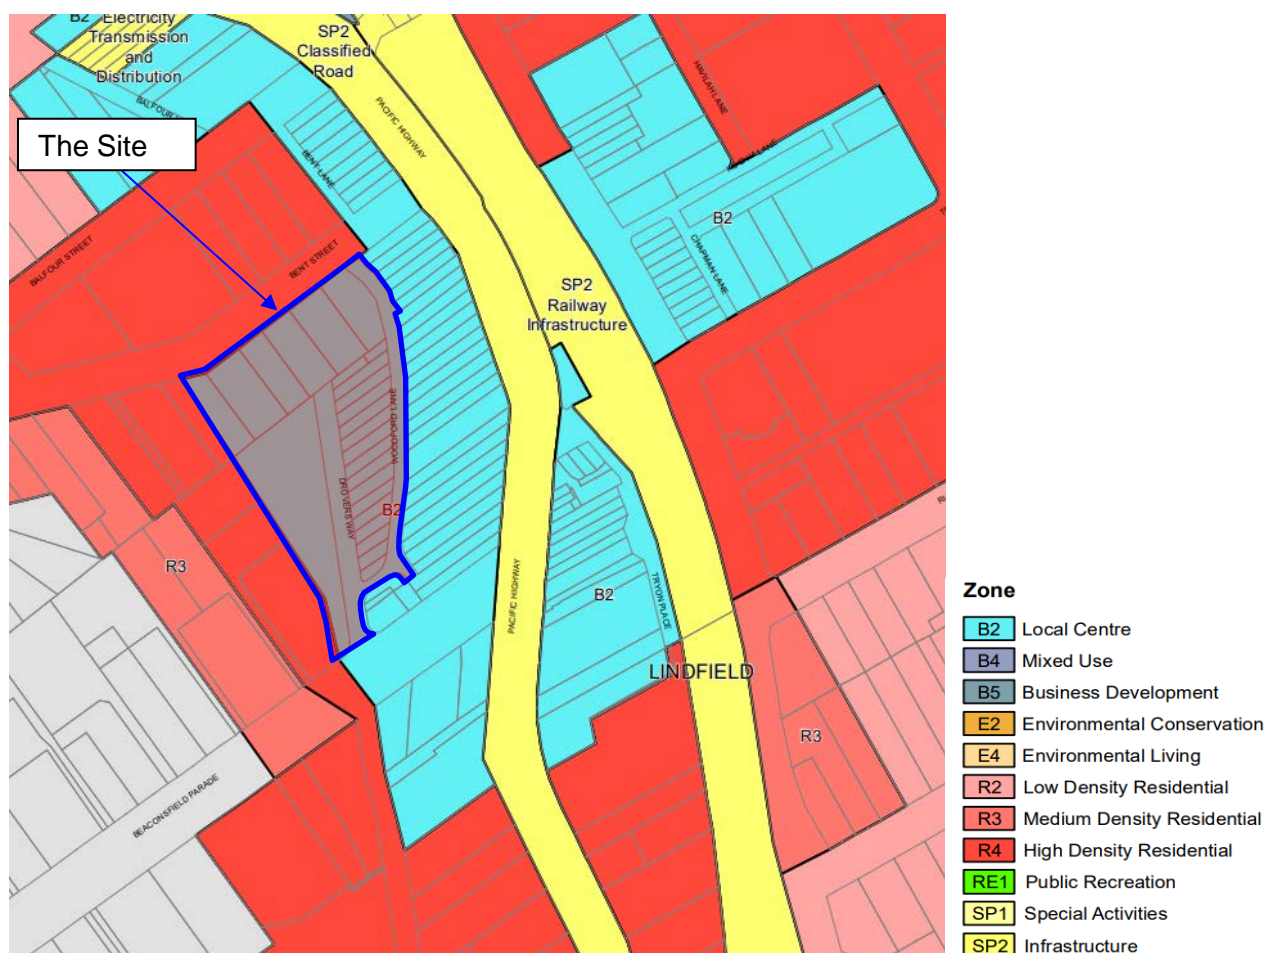 B2
Electricity
Transmission
and
Distribution
SP2
Classified
Road
BALFOUR
PACIFIC HIGHWAY
HAVILAH LANE
The Site
BENT LANE
HAVILAH LANE
B2
BALFOUR STREET
BENT STREET
CHAPMAN LANE
SP2
Railway
Infrastructure
WOODFORD LANE
DROVERS WAY
B2
R3
PACIFIC HIGHWAY
B2
TRYON PLACE
LINDFIELD
R3
BEACONSFIELD PARADE
Zone
B2 Local Centre
B4 Mixed Use
B5 Business Development
E2 Environmental Conservation
E4 Environmental Living
R2 Low Density Residential
R3 Medium Density Residential
R4 High Density Residential
RE1 Public Recreation
SP1 Special Activities
SP2 Infrastructure